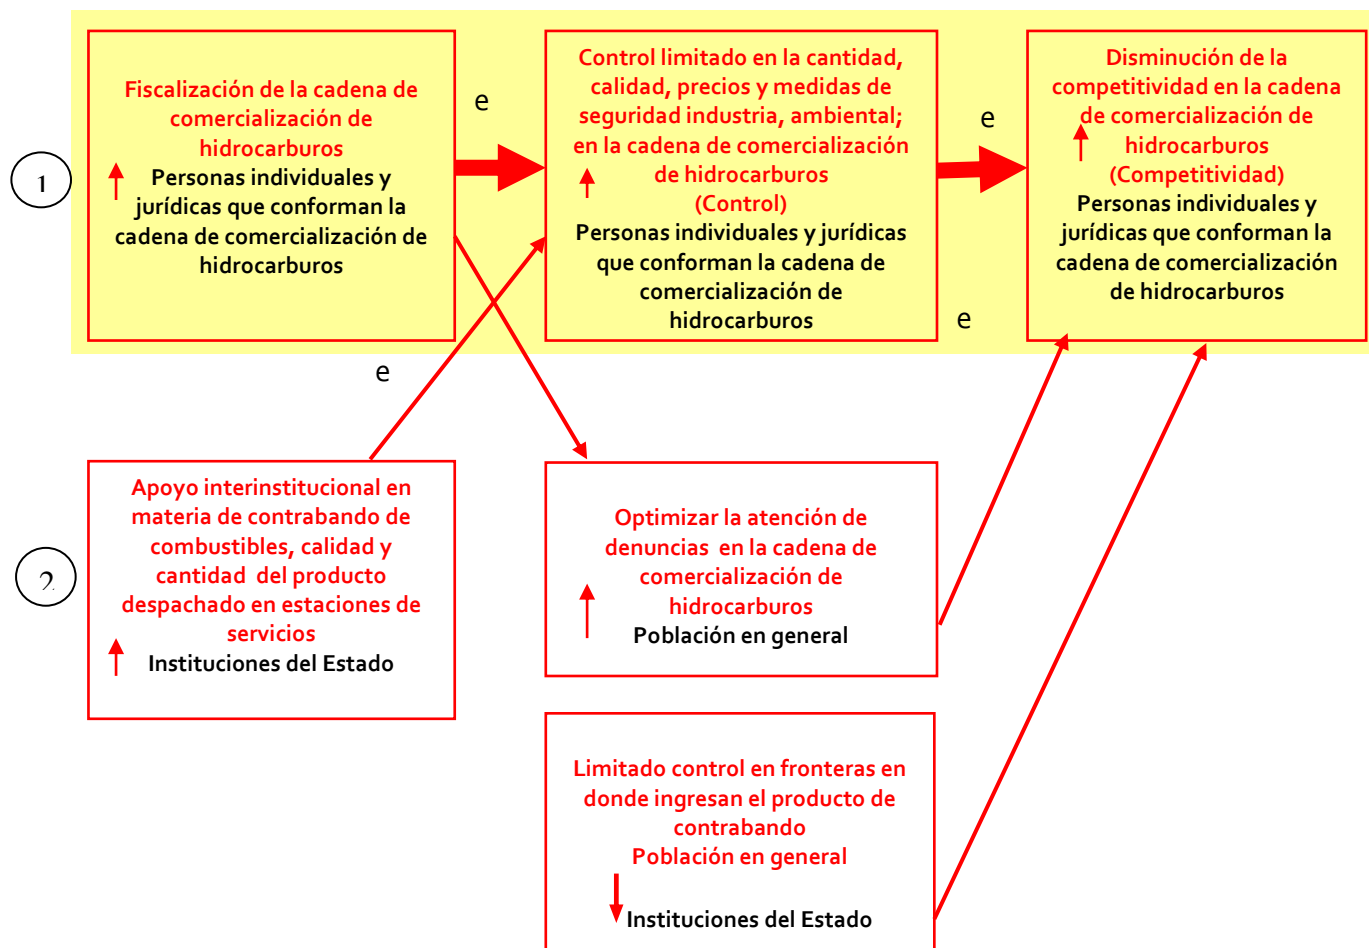 1
Fiscalización de la cadena de
comercialización de
hidrocarburos
Personas individuales y
jurídicas que conforman la
cadena de comercialización de
hidrocarburos
e
Control limitado en la cantidad,
calidad, precios y medidas de
seguridad industria, ambiental;
en la cadena de comercialización
de hidrocarburos
(Control)
Personas individuales y jurídicas
que conforman la cadena de
comercialización de
hidrocarburos
e
Disminución de la
competitividad en la cadena
de comercialización de
hidrocarburos
(Competitividad)
Personas individuales y
jurídicas que conforman la
cadena de comercialización
de hidrocarburos
e
e
2
Apoyo interinstitucional en
materia de contrabando de
combustibles, calidad y
cantidad del producto
despachado en estaciones de
servicios
Instituciones del Estado
Optimizar la atención de
denuncias en la cadena de
comercialización de
hidrocarburos
Población en general
Limitado control en fronteras en
donde ingresan el producto de
contrabando
Población en general
Instituciones del Estado